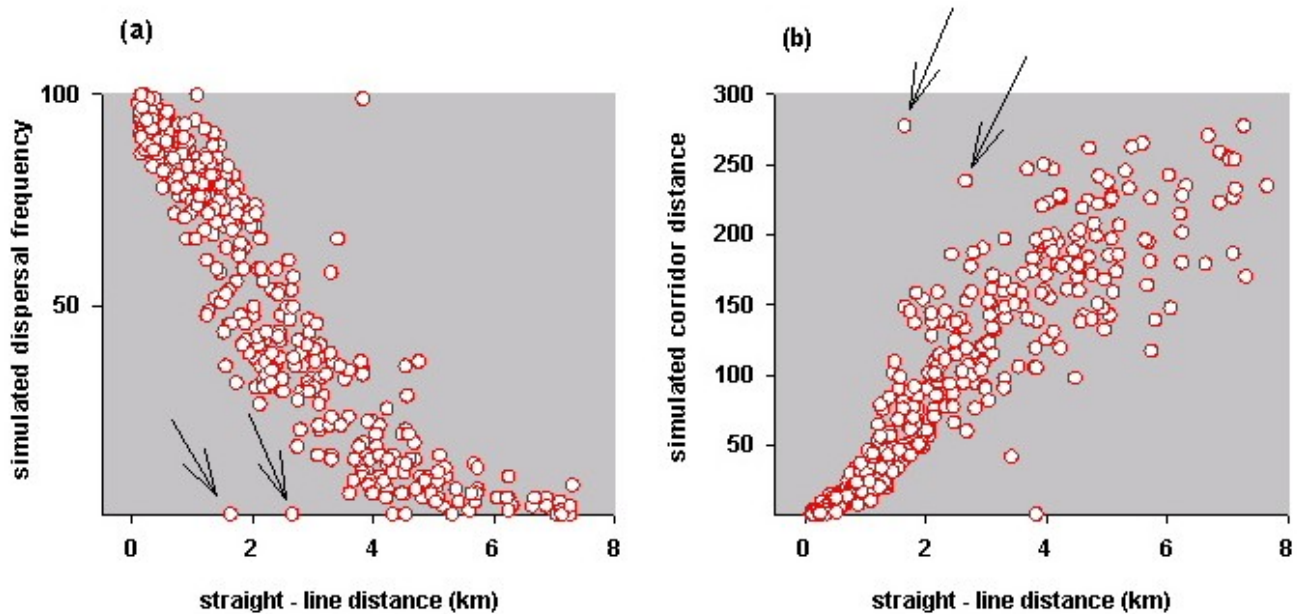 (a)
simulated dispersal frequency
100
50
0 2 4 6 8
straight - line distance (km)
(b)
simulated corridor distance
300
250
200
150
100
50
0 2 4 6 8
straight - line distance (km)